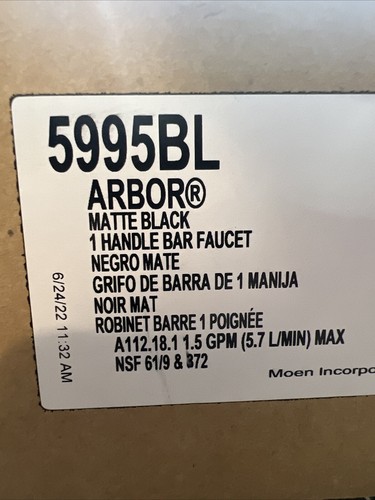 5995BL
ARBOR®
MATTE BLACK
1 HANDLE BAR FAUCET
NEGRO MATE
GRIFO DE BARRA DE 1 MANIJA
NOIR MAT
ROBINET BARRE 1 POIGNÉE
A112.18.1 1.5 GPM (5.7 L/MIN) MAX
NSF 61/9 & 372
Moen Incorpo
6/24/22 11:32 AM